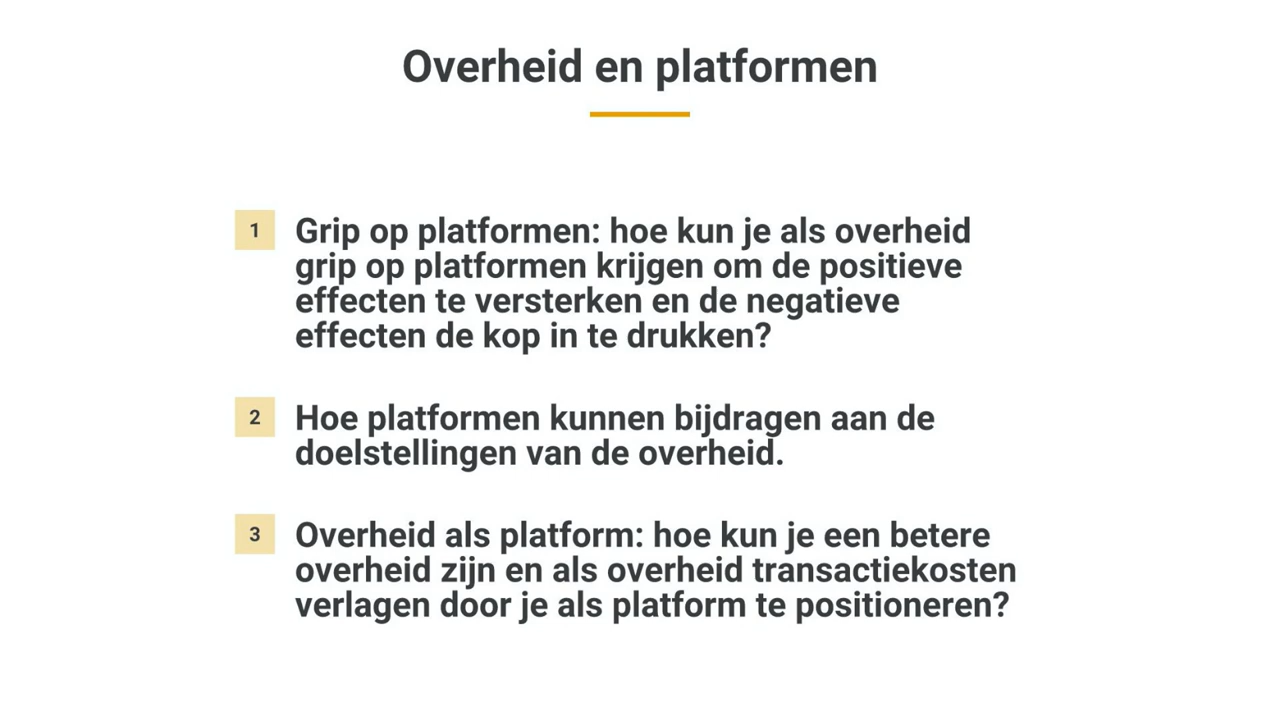 Overheid en platformen
1
Grip op platformen: hoe kun je als overheid
grip op platformen krijgen om de positieve
effecten te versterken en de negatieve
effecten de kop in te drukken?
2
Hoe platformen kunnen bijdragen aan de
doelstellingen van de overheid.
3
Overheid als platform: hoe kun je een betere
overheid zijn en als overheid transactiekosten
verlagen door je als platform te positioneren?